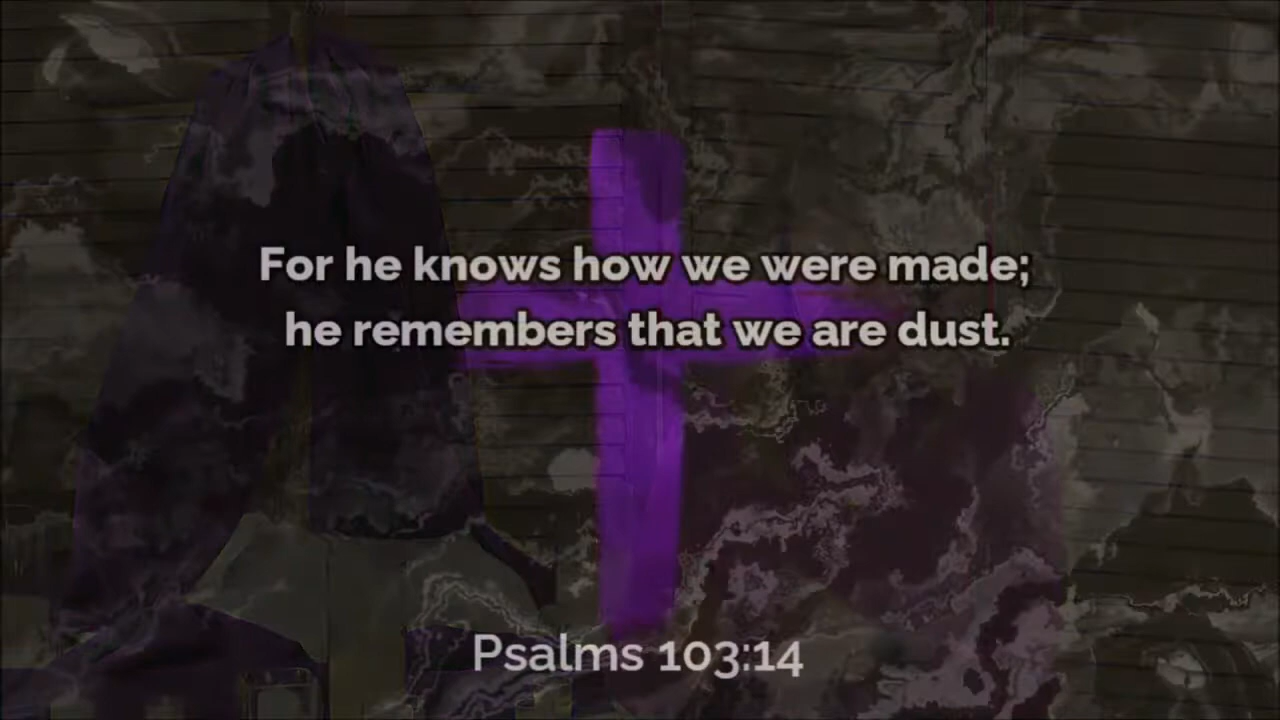 For he knows how we were made;
he remembers that we are dust.
Psalms 103:14